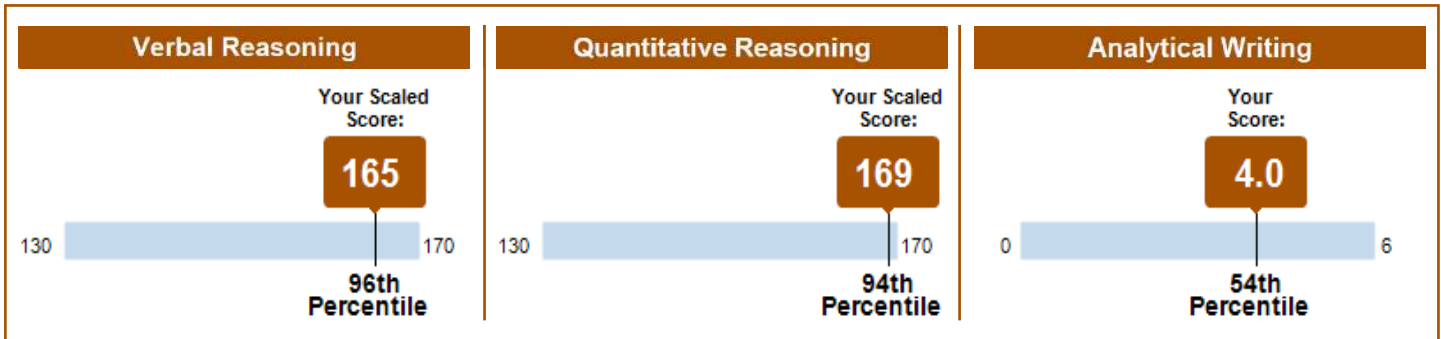 Verbal Reasoning
Your Scaled
Score:
165
130
170
96th
Percentile
Quantitative Reasoning
Your Scaled
Score:
169
130
170
94th
Percentile
Analytical Writing
Your
Score:
4.0
0
6
54th
Percentile